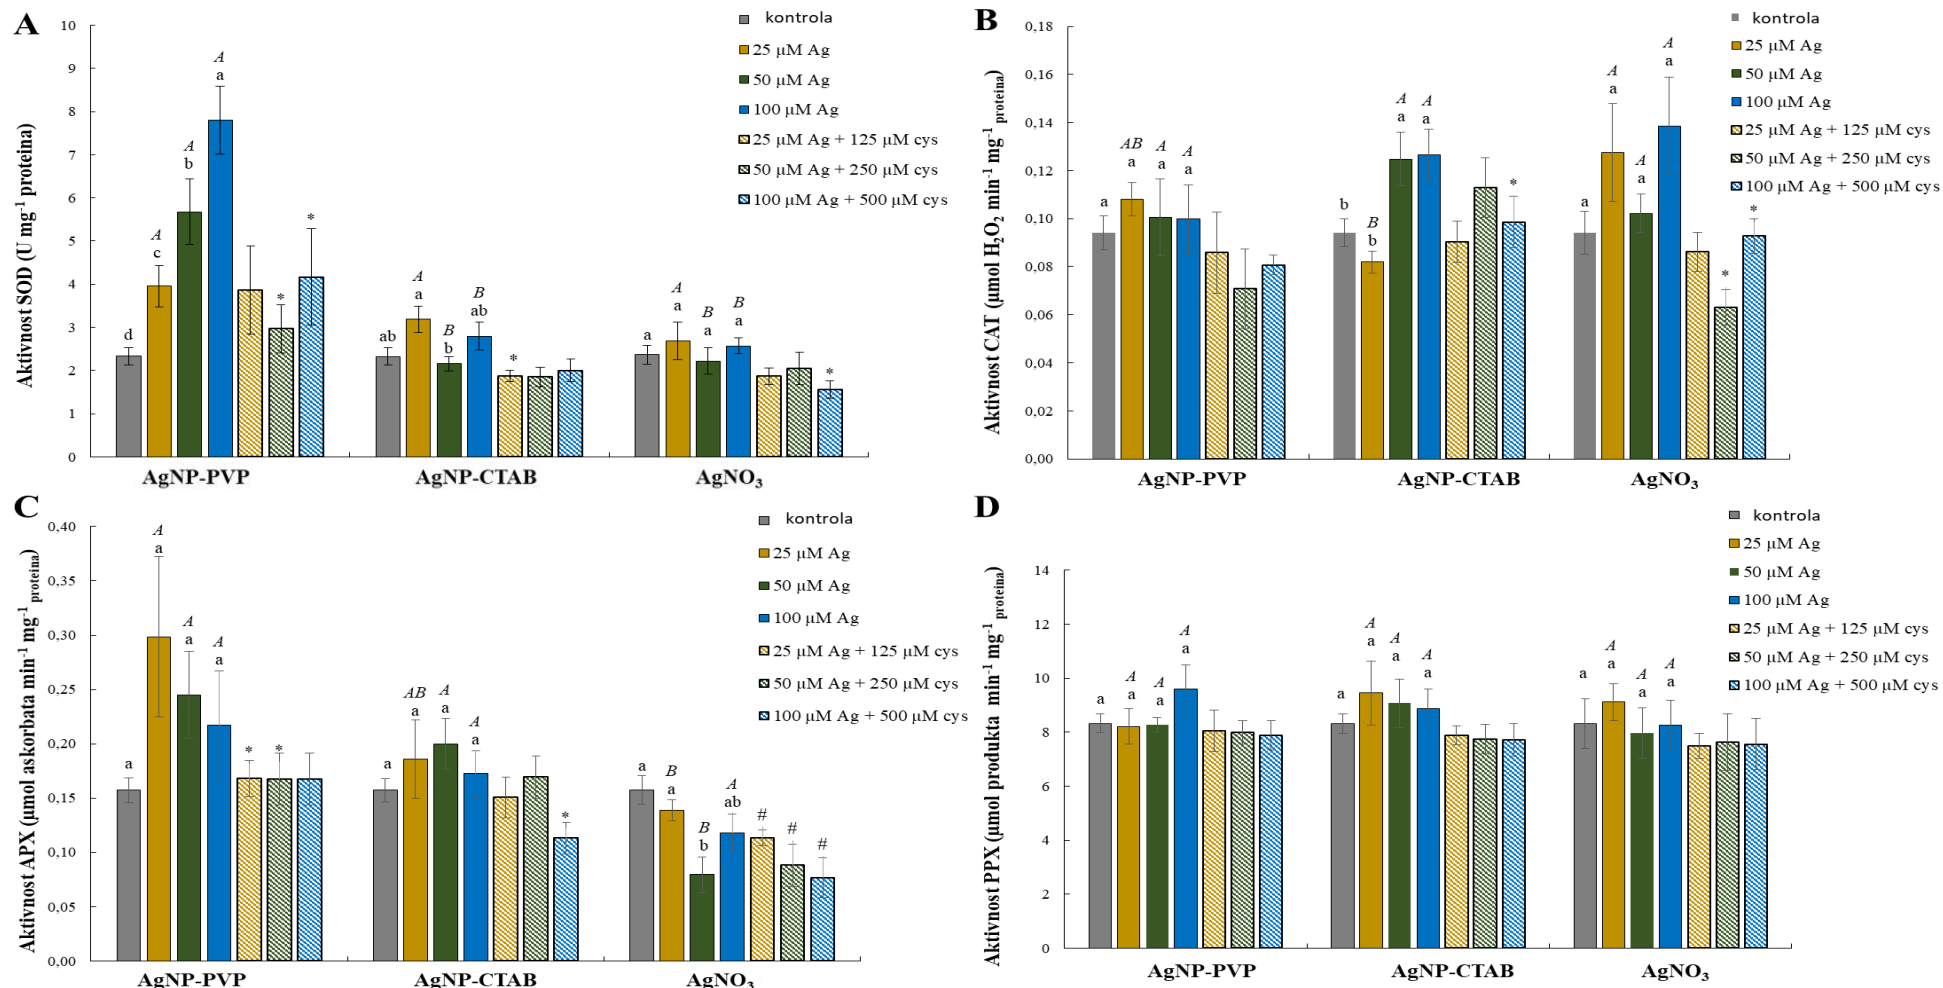 A
Aktivnost SOD (U mg⁻¹ proteina)
10
9
8
7
6
5
4
3
2
1
0
d
A
c
A
b
A
a
*
*
ab
A
a
B
b
B
ab
*
a
A
a
B
a
B
a
*
AgNP-PVP
AgNP-CTAB
AgNO₃
kontrola
25 µM Ag
50 µM Ag
100 µM Ag
25 µM Ag + 125 µM cys
50 µM Ag + 250 µM cys
100 µM Ag + 500 µM cys
B
Aktivnost CAT (µmol H₂O₂ min⁻¹ mg⁻¹ proteina)
0,18
0,16
0,14
0,12
0,10
0,08
0,06
0,04
0,02
0,00
a
AB
a
A
a
A
a
b
B
b
A
a
A
a
*
a
A
a
A
a
A
a
*
*
AgNP-PVP
AgNP-CTAB
AgNO₃
kontrola
25 µM Ag
50 µM Ag
100 µM Ag
25 µM Ag + 125 µM cys
50 µM Ag + 250 µM cys
100 µM Ag + 500 µM cys
C
Aktivnost APX (µmol askorbata min⁻¹ mg⁻¹ proteina)
0,40
0,35
0,30
0,25
0,20
0,15
0,10
0,05
0,00
a
A
a
A
a
A
a
*
*
a
AB
a
A
a
A
a
*
a
B
a
B
b
A
ab
#
#
#
AgNP-PVP
AgNP-CTAB
AgNO₃
kontrola
25 µM Ag
50 µM Ag
100 µM Ag
25 µM Ag + 125 µM cys
50 µM Ag + 250 µM cys
100 µM Ag + 500 µM cys
D
Aktivnost PPX (µmol produkta min⁻¹ mg⁻¹ proteina)
14
12
10
8
6
4
2
0
a
A
a
A
a
A
a
a
A
a
A
a
A
a
a
A
a
A
a
A
a
AgNP-PVP
AgNP-CTAB
AgNO₃
kontrola
25 µM Ag
50 µM Ag
100 µM Ag
25 µM Ag + 125 µM cys
50 µM Ag + 250 µM cys
100 µM Ag + 500 µM cys